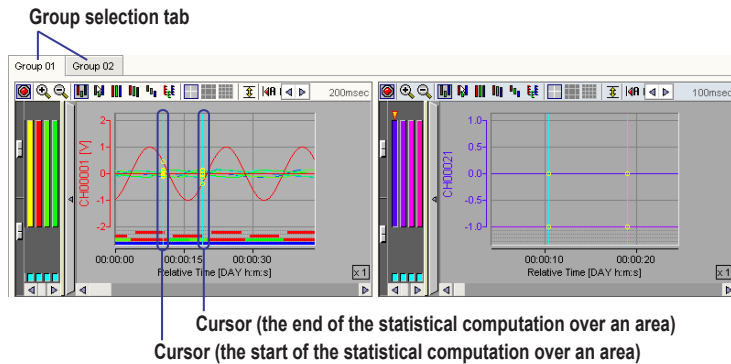 Group selection tab
Group 01
Group 02
200msec
100msec
CH00001 [V]
2
1
0
-1
-2
00:00:00
00:00:15
00:00:30
Relative Time [DAY h:m:s]
x 1
CH00021
1.0
0.5
0.0
-0.5
-1.0
00:00:10
00:00:20
Relative Time [DAY h:m:s]
x 1
Cursor (the end of the statistical computation over an area)
Cursor (the start of the statistical computation over an area)